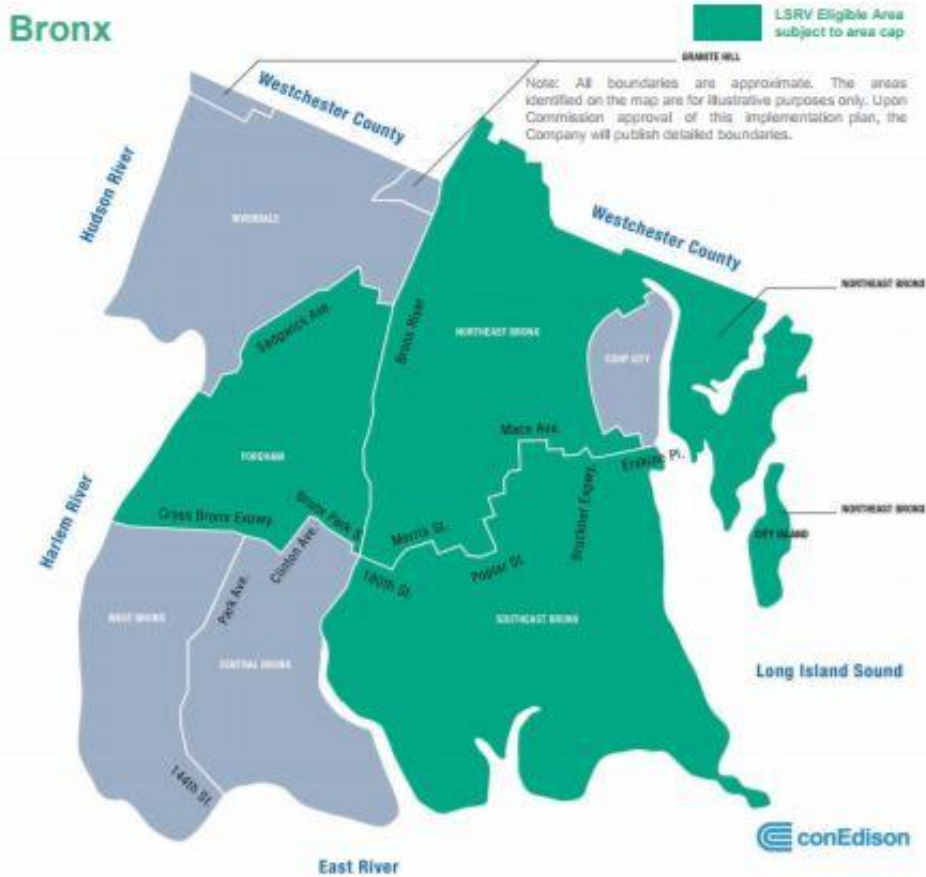 Bronx
LSRV Eligible Area
subject to area cap
GRANITE HILL
Note: All boundaries are approximate. The areas
identified on the map are for illustrative purposes only. Upon
Commission approval of this implementation plan, the
Company will publish detailed boundaries.
Westchester County
Hudson River
RIVERDALE
Westchester County
NORTHEAST BRONX
Sedgwick Ave.
Bronx River
NORTHEAST BRONX
COOP CITY
Mace Ave.
Erskine Pl.
FORDHAM
Harlem River
Cross Bronx Expwy.
Bronx Park S.
Clinton Ave.
Morris St.
Bruckner Expwy.
NORTHEAST BRONX
CITY ISLAND
180th St.
Poplar St.
Park Ave.
WEST BRONX
SOUTHEAST BRONX
CENTRAL BRONX
Long Island Sound
144th St.
conEdison
East River